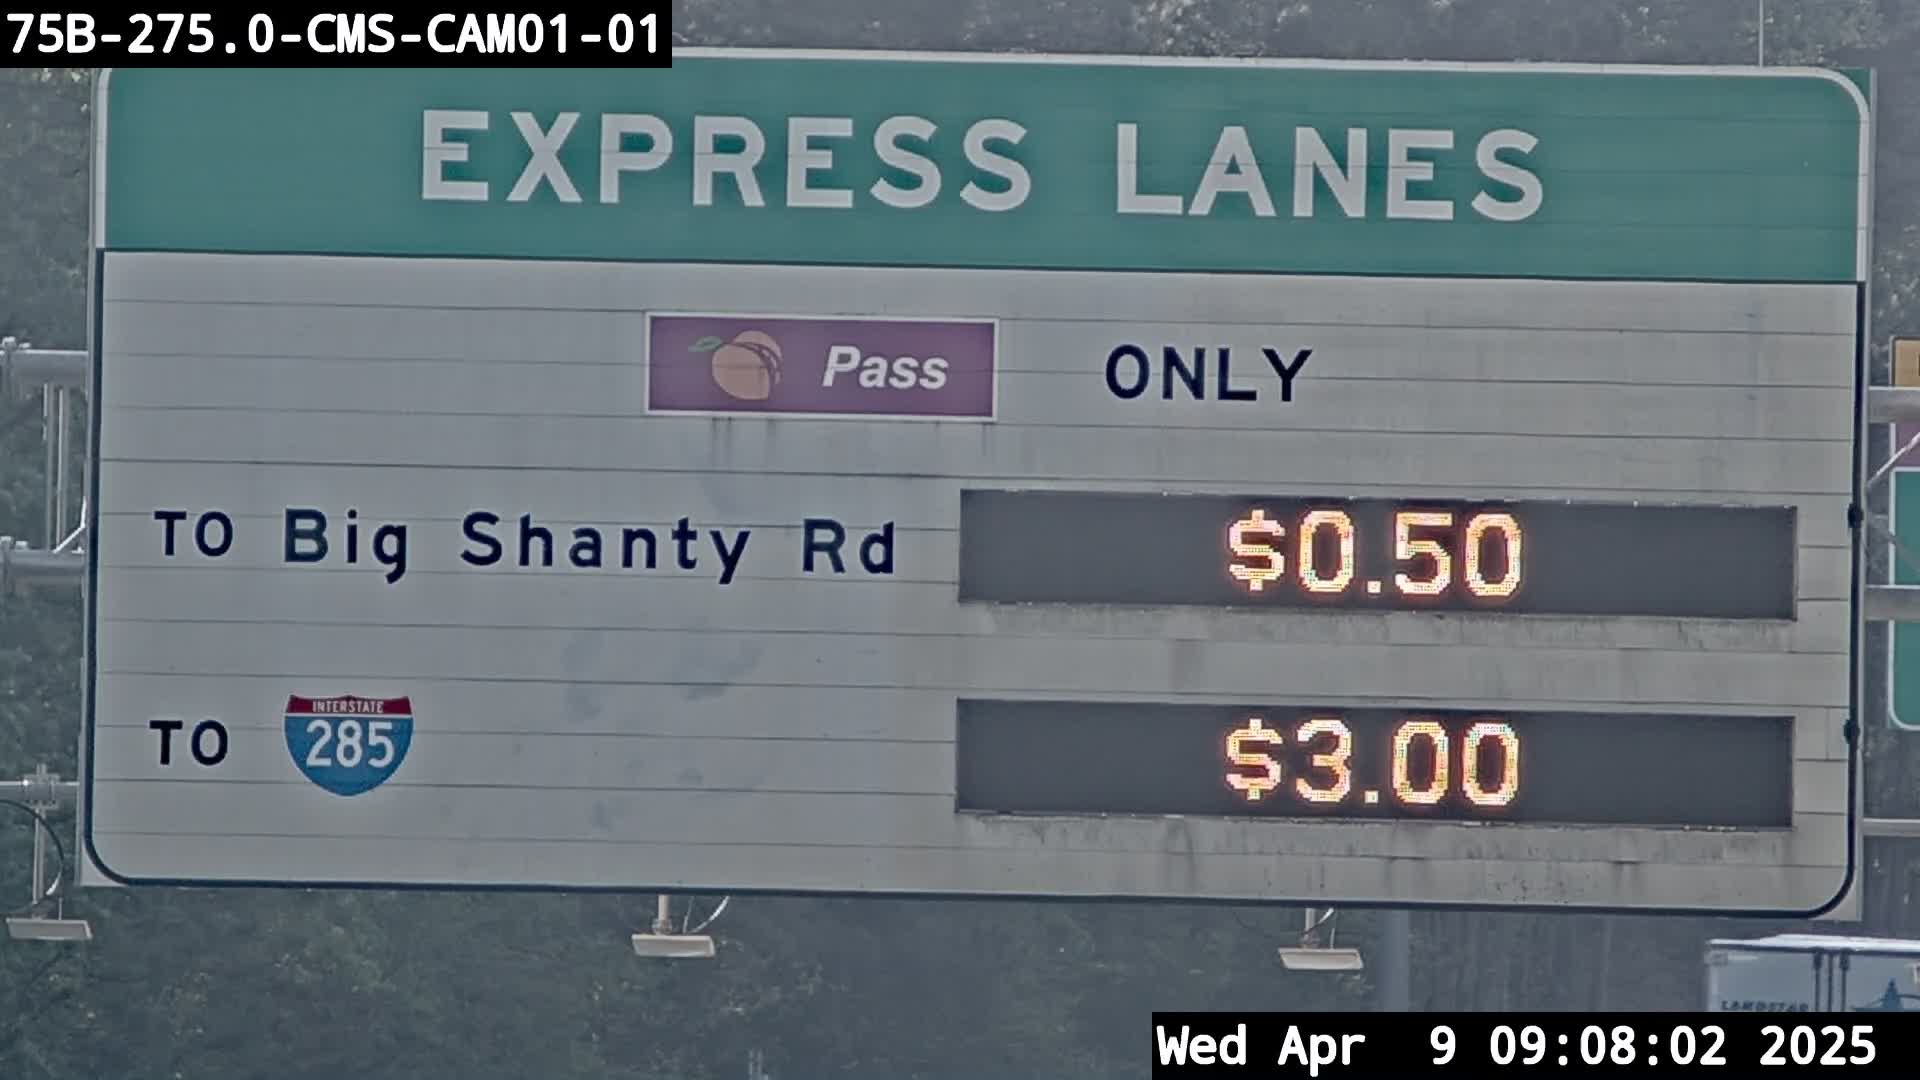 75B-275.0-CMS-CAM01-01
EXPRESS LANES
Pass ONLY
TO Big Shanty Rd $0.50
TO INTERSTATE 285 $3.00
LANDSTAR
Wed Apr 9 09:08:02 2025